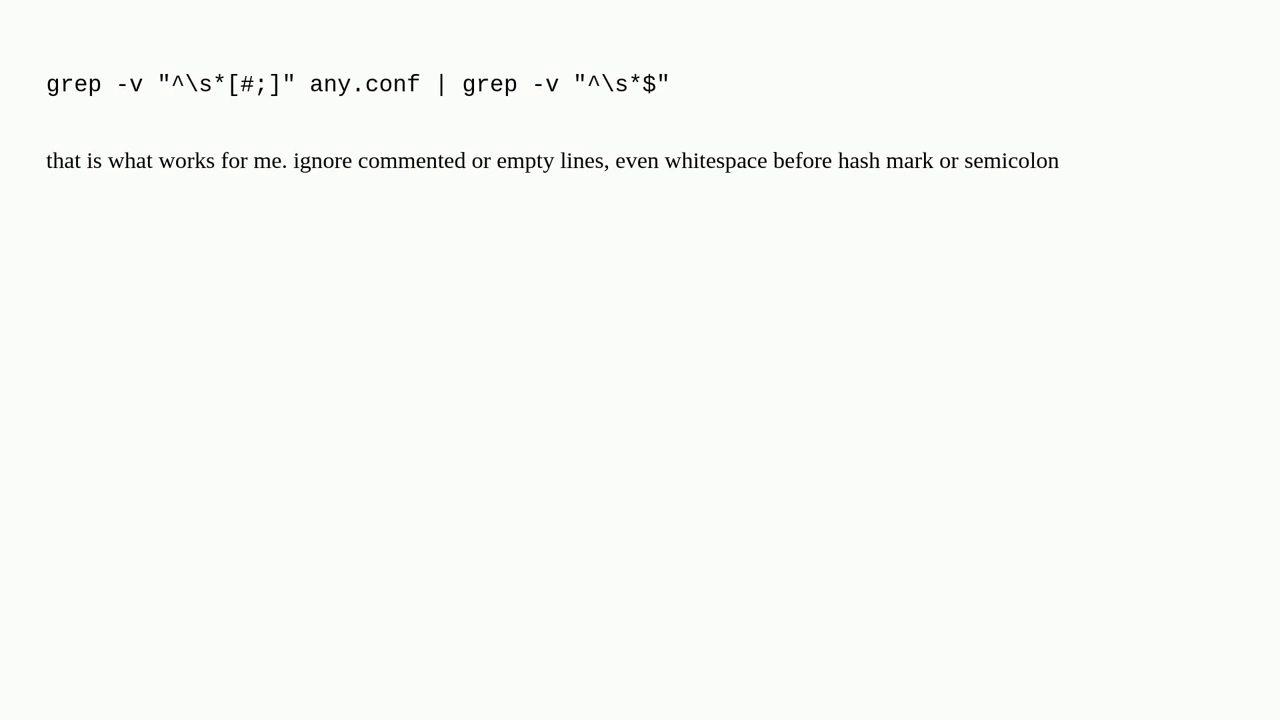 grep -v "^\s*[#;]" any.conf | grep -v "^\s*$"
that is what works for me. ignore commented or empty lines, even whitespace before hash mark or semicolon